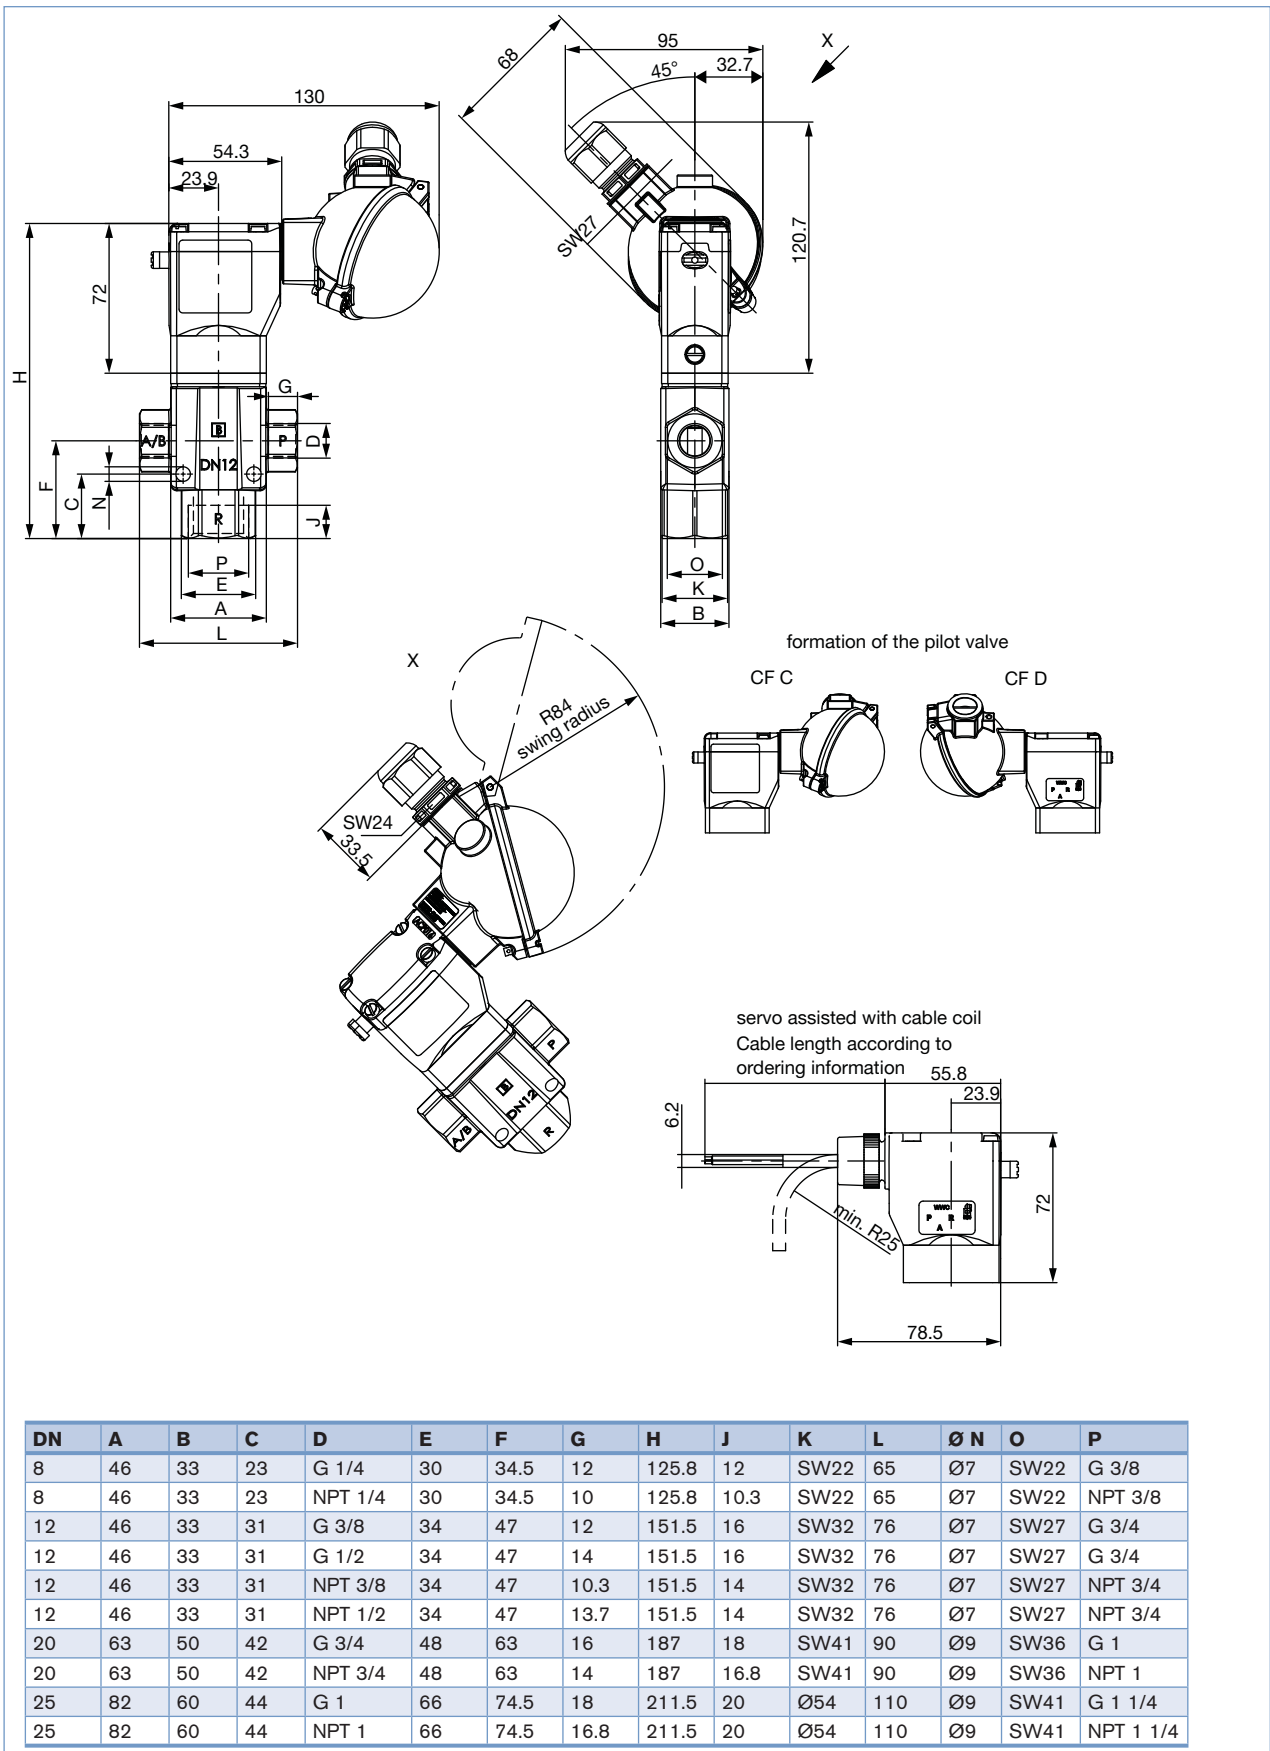 95
X
68
45°
32.7
130
54.3
23.9
SW27
120.7
72
H
G
A/B
B
P
D
DN12
F
C
N
R
J
P
E
A
L
O
K
B
formation of the pilot valve
X
CF C
CF D
R84
swing radius
SW24
33.5
P
B
DN12
A/B
R
servo assisted with cable coil
Cable length according to
ordering information
55.8
23.9
6.2
P R
A
72
min. R25
78.5
DN A B C D E F G H J K L Ø N O P
8 46 33 23 G 1/4 30 34.5 12 125.8 12 SW22 65 Ø7 SW22 G 3/8
8 46 33 23 NPT 1/4 30 34.5 10 125.8 10.3 SW22 65 Ø7 SW22 NPT 3/8
12 46 33 31 G 3/8 34 47 12 151.5 16 SW32 76 Ø7 SW27 G 3/4
12 46 33 31 G 1/2 34 47 14 151.5 16 SW32 76 Ø7 SW27 G 3/4
12 46 33 31 NPT 3/8 34 47 10.3 151.5 14 SW32 76 Ø7 SW27 NPT 3/4
12 46 33 31 NPT 1/2 34 47 13.7 151.5 14 SW32 76 Ø7 SW27 NPT 3/4
20 63 50 42 G 3/4 48 63 16 187 18 SW41 90 Ø9 SW36 G 1
20 63 50 42 NPT 3/4 48 63 14 187 16.8 SW41 90 Ø9 SW36 NPT 1
25 82 60 44 G 1 66 74.5 18 211.5 20 Ø54 110 Ø9 SW41 G 1 1/4
25 82 60 44 NPT 1 66 74.5 16.8 211.5 20 Ø54 110 Ø9 SW41 NPT 1 1/4